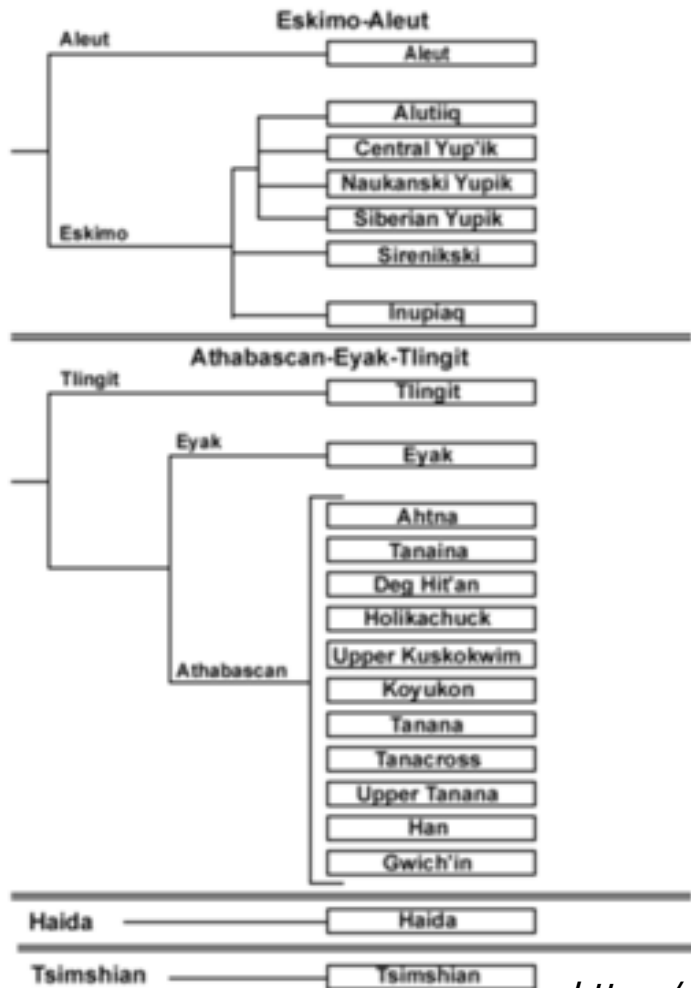 Eskimo-Aleut
Aleut
Aleut
Alutiiq
Central Yup'ik
Naukanski Yupik
Siberian Yupik
Eskimo
Sirenikski
Inupiaq
Athabascan-Eyak-Tlingit
Tlingit
Tlingit
Eyak
Eyak
Ahtna
Tanaina
Deg Hit'an
Holikachuck
Upper Kuskokwim
Athabascan
Koyukon
Tanana
Tanacross
Upper Tanana
Han
Gwich'in
Haida Haida
Tsimshian Tsimshian